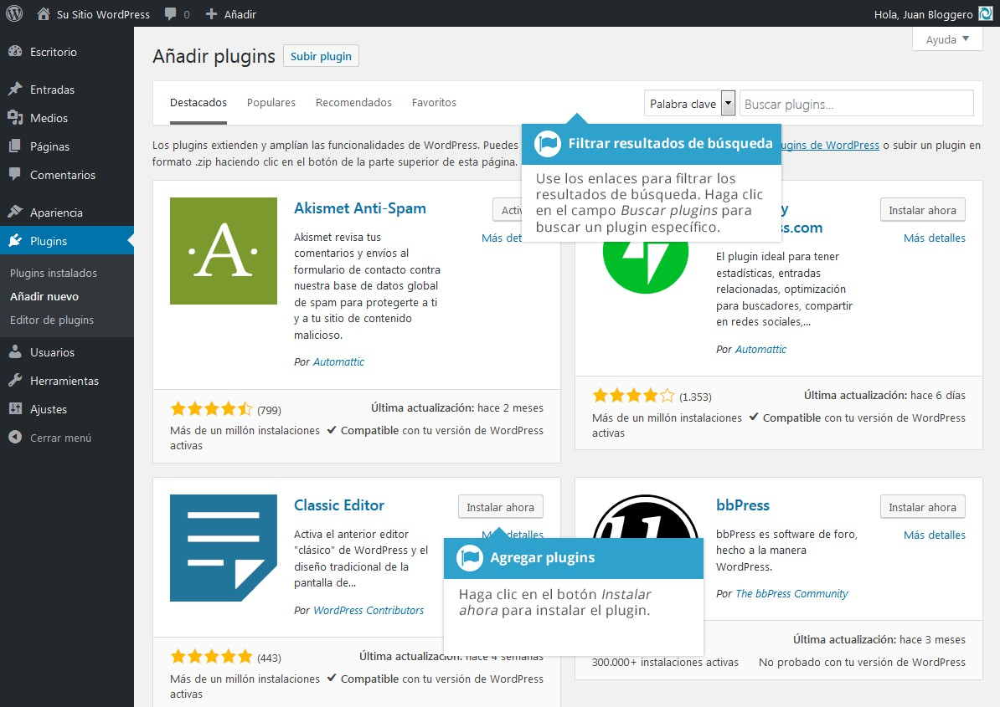 Su Sitio WordPress
0
Añadir
Hola, Juan Bloggero
Ayuda
Escritorio
Entradas
Medios
Páginas
Comentarios
Apariencia
Plugins
Plugins instalados
Añadir nuevo
Editor de plugins
Usuarios
Herramientas
Ajustes
Cerrar menú
Añadir plugins
Subir plugin
Destacados
Populares
Recomendados
Favoritos
Palabra clave
Buscar plugins...
Los plugins extienden y amplían las funcionalidades de WordPress. Puedes
de WordPress o subir un plugin en
formato .zip haciendo clic en el botón de la parte superior de esta página.
Filtrar resultados de búsqueda
Use los enlaces para filtrar los
resultados de búsqueda. Haga clic
en el campo Buscar plugins para
buscar un plugin específico.
Akismet Anti-Spam
Más
Akismet revisa tus
comentarios y envíos al
formulario de contacto contra
nuestra base de datos global
de spam para protegerte a ti
y a tu sitio de contenido
malicioso.
Por Automattic
(799)
Última actualización: hace 2 meses
Más de un millón instalaciones
activas
Compatible con tu versión de WordPress
Instalar ahora
Más detalles
El plugin ideal para tener
estadísticas, entradas
relacionadas, optimización
para buscadores, compartir
en redes sociales,...
Por Automattic
(1.353)
Última actualización: hace 6 días
Más de un millón instalaciones
activas
Compatible con tu versión de WordPress
Classic Editor
Instalar ahora
detalles
Activa el anterior editor
"clásico" de WordPress y el
diseño tradicional de la
pantalla de...
Por WordPress Contributors
(443)
Última actualización: hace 4 semanas
Más de un millón instalaciones
activas
Compatible con tu versión de WordPress
Agregar plugins
Haga clic en el botón Instalar
ahora para instalar el plugin.
bbPress
Instalar ahora
Más detalles
bbPress es software de foro,
hecho a la manera
WordPress.
Por The bbPress Community
Última actualización: hace 3 meses
300.000+ instalaciones activas
No probado con tu versión de WordPress